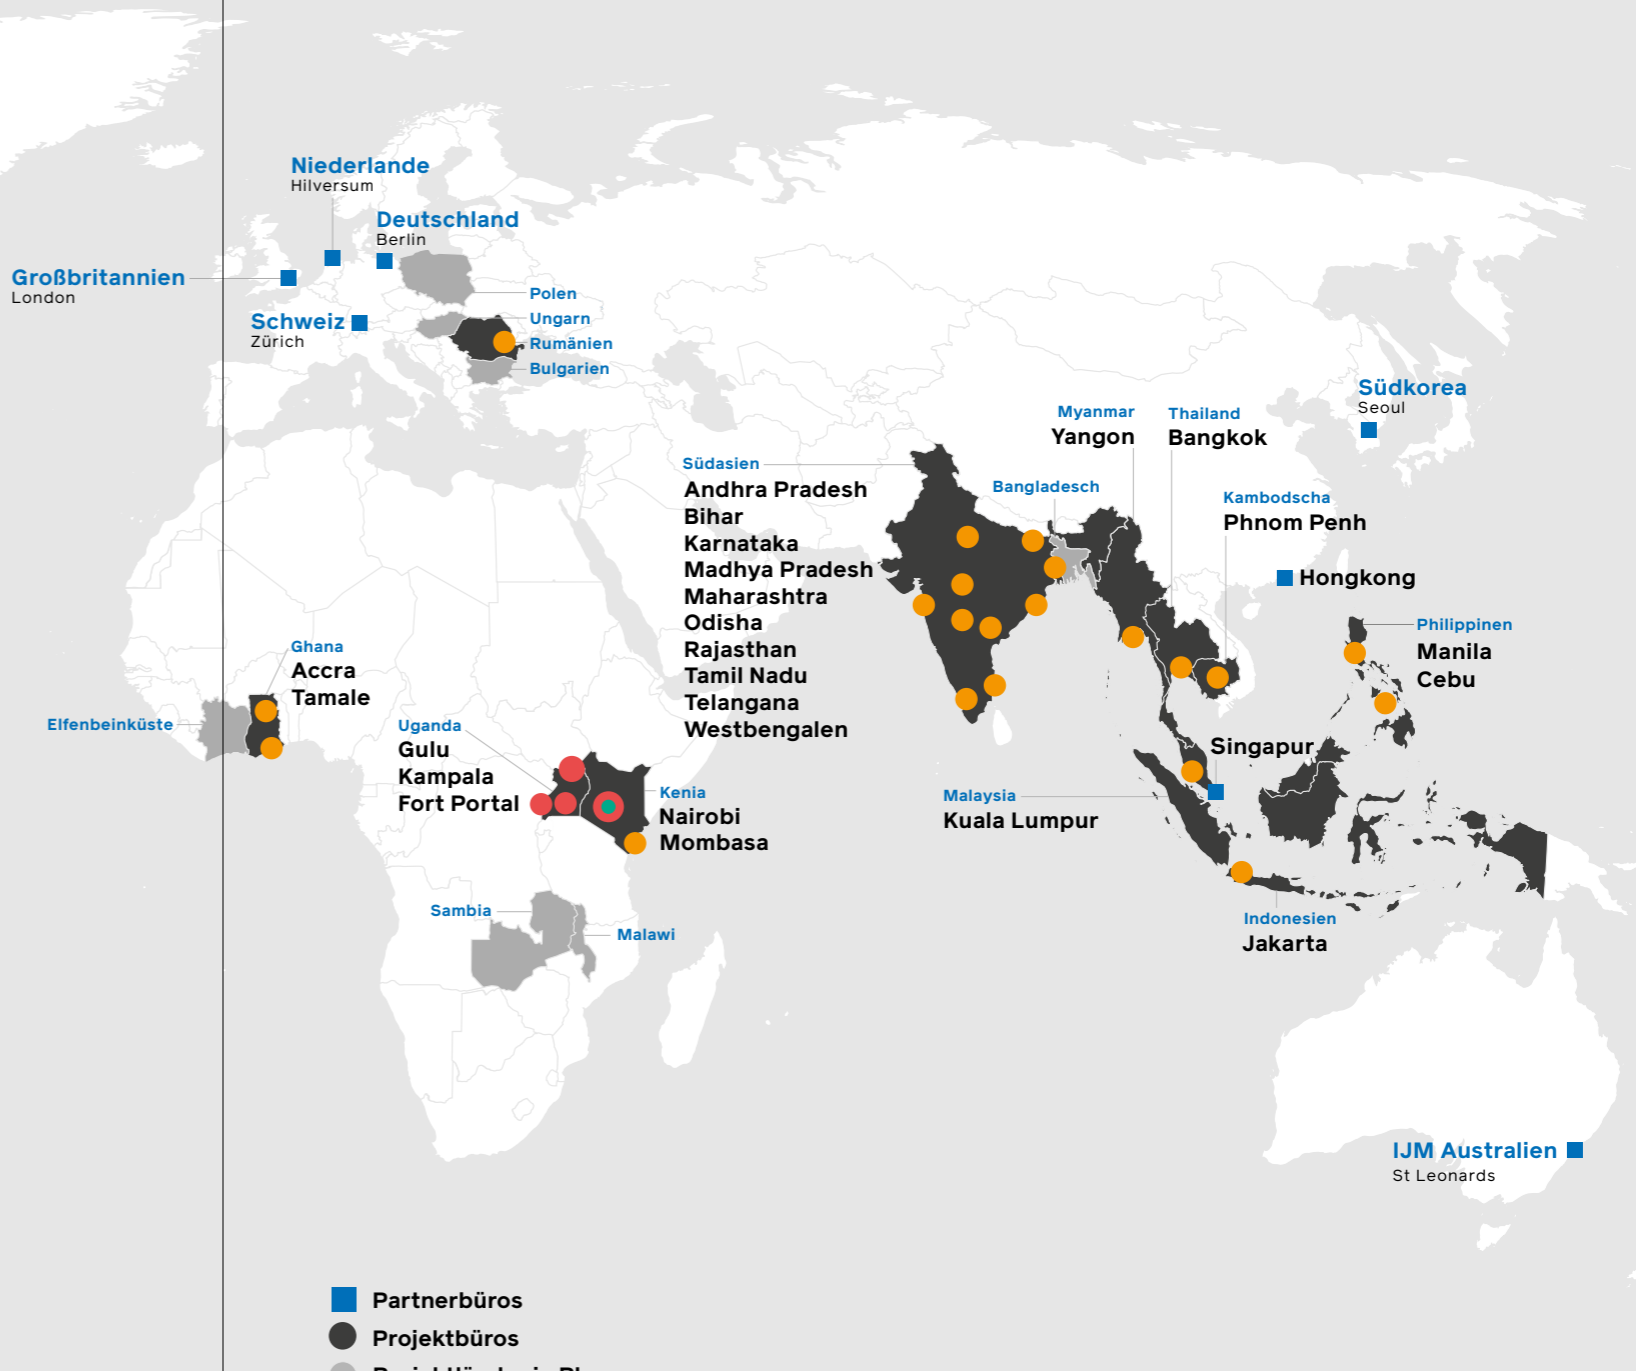 Niederlande
Hilversum
Deutschland
Berlin
Großbritannien
London
Schweiz
Zürich
Polen
Ungarn
Rumänien
Bulgarien
Südkorea
Seoul
Myanmar
Yangon
Thailand
Bangkok
Südasien
Andhra Pradesh
Bihar
Karnataka
Madhya Pradesh
Maharashtra
Odisha
Rajasthan
Tamil Nadu
Telangana
Westbengalen
Bangladesch
Kambodscha
Phnom Penh
Hongkong
Philippinen
Manila
Cebu
Ghana
Accra
Tamale
Elfenbeinküste
Uganda
Gulu
Kampala
Fort Portal
Kenia
Nairobi
Mombasa
Singapur
Malaysia
Kuala Lumpur
Indonesien
Jakarta
Sambia
Malawi
IJM Australien
St Leonards
Partnerbüros
Projektbüros